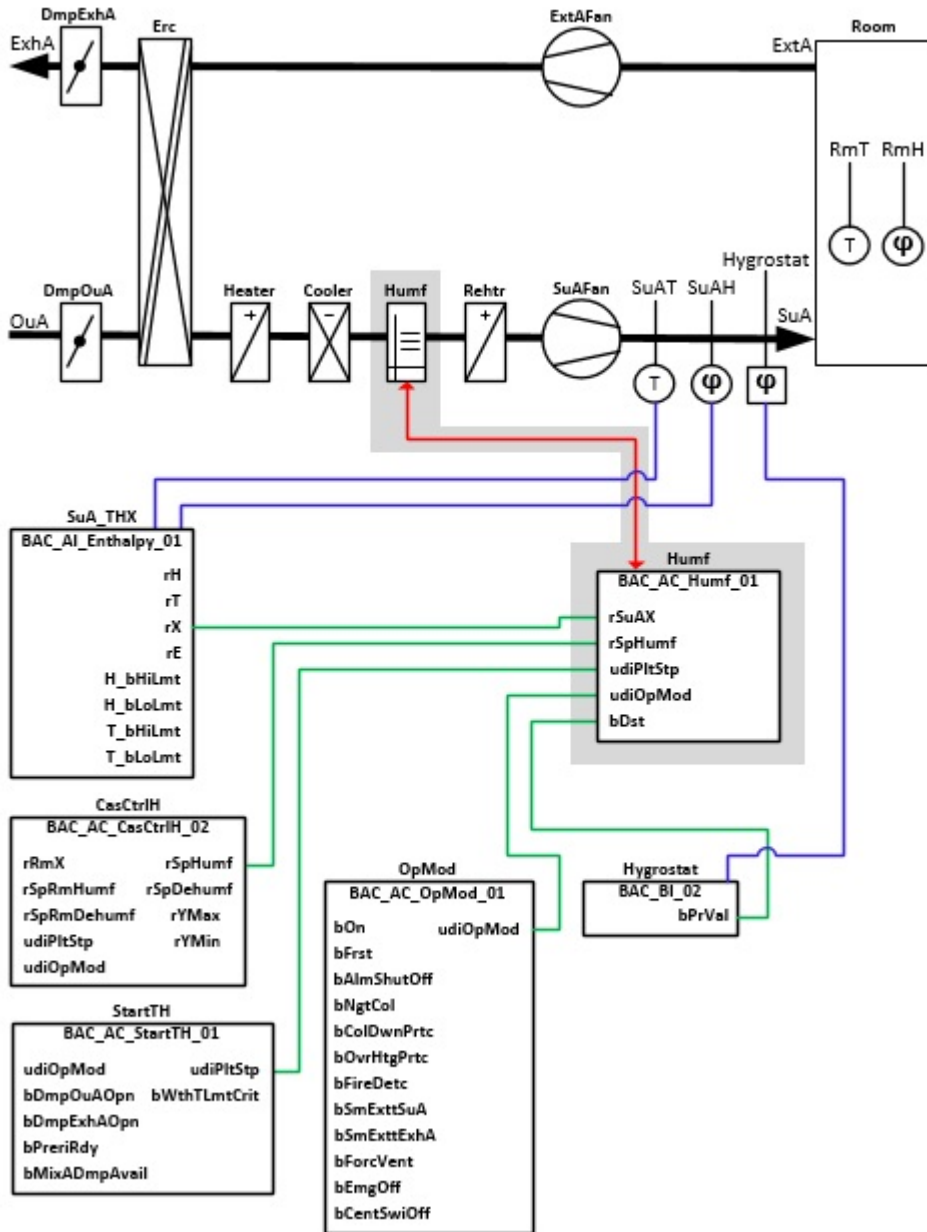 DmpExhA Erc ExtAFan Room
ExhA ExtA
RmT RmH
T φ
DmpOuA Heater Cooler Humf Rehtr SuAFan SuAT SuAH Hygrostat
OuA + − + SuA
T φ φ
SuA_THX
BAC_AI_Enthalpy_01
rH
rT
rX
rE
H_bHiLmt
H_bLoLmt
T_bHiLmt
T_bLoLmt
Humf
BAC_AC_Humf_01
rSuAX
rSpHumf
udiPltStp
udiOpMod
bDst
CasCtrlH
BAC_AC_CasCtrlH_02
rRmX rSpHumf
rSpRmHumf rSpDehumf
rSpRmDehumf rYMax
udiPltStp rYMin
udiOpMod
OpMod
BAC_AC_OpMod_01
bOn udiOpMod
bFrst
bAlmShutOff
bNgtCol
bColDwnPrtc
bOvrHtgPrtc
bFireDetc
bSmExttSuA
bSmExttExhA
bForcVent
bEmgOff
bCentSwiOff
Hygrostat
BAC_BI_02
bPrVal
StartTH
BAC_AC_StartTH_01
udiOpMod udiPltStp
bDmpOuAOpn bWthTLmtCrit
bDmpExhAOpn
bPreriRdy
bMixADmpAvail